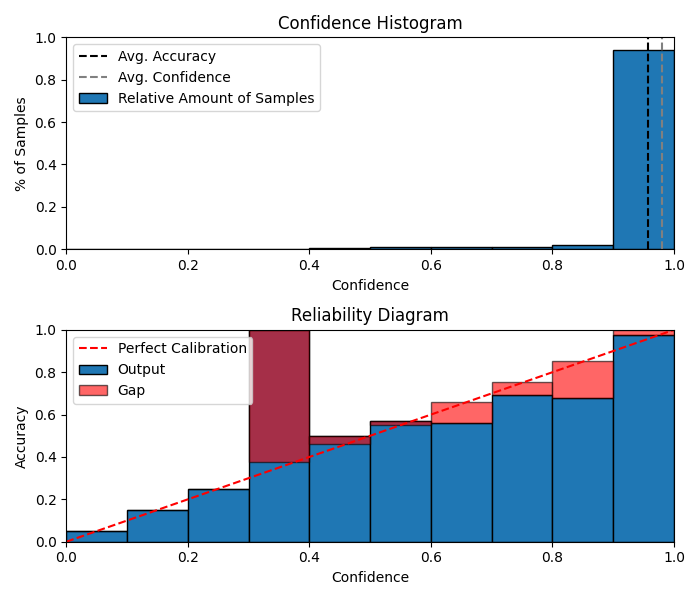 Confidence Histogram
1.0
0.8
0.6
0.4
0.2
0.0
% of Samples
Avg. Accuracy
Avg. Confidence
Relative Amount of Samples
0.0 0.2 0.4 0.6 0.8 1.0
Confidence
Reliability Diagram
1.0
0.8
0.6
0.4
0.2
0.0
Accuracy
Perfect Calibration
Output
Gap
0.0 0.2 0.4 0.6 0.8 1.0
Confidence